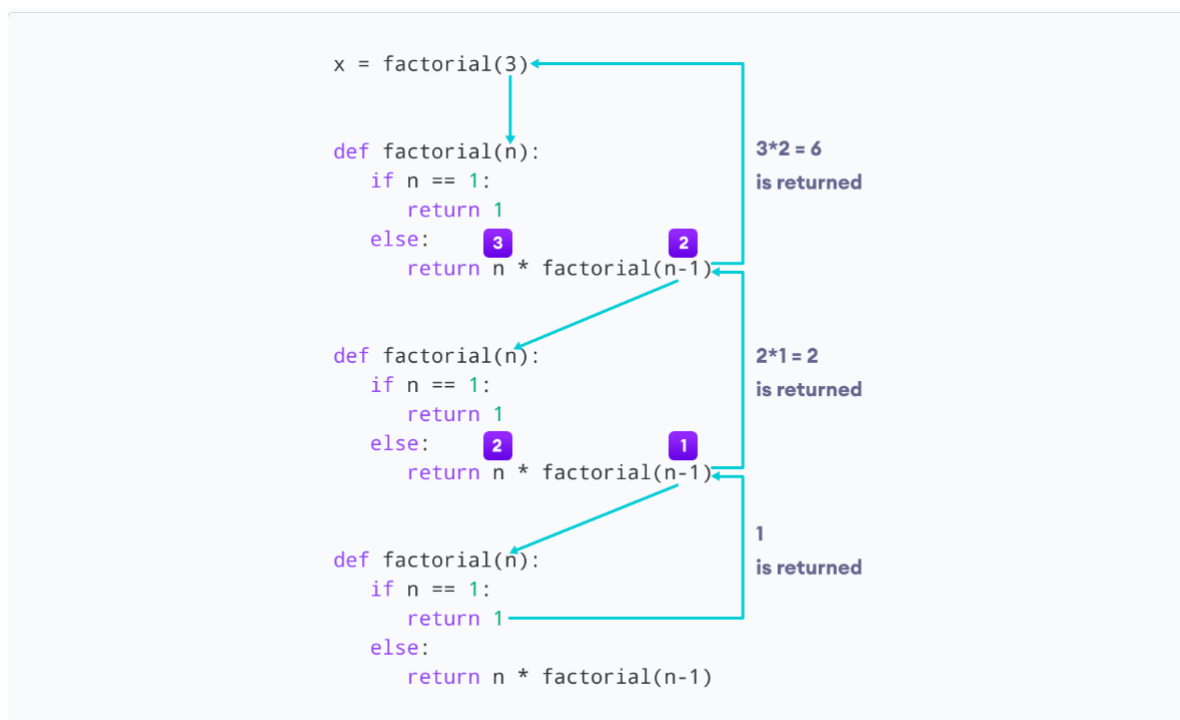 x = factorial(3)
def factorial(n):
if n == 1:
return 1
else:
3 2
return n * factorial(n-1)
3*2 = 6
is returned
def factorial(n):
if n == 1:
return 1
else:
2 1
return n * factorial(n-1)
2*1 = 2
is returned
def factorial(n):
if n == 1:
return 1
else:
return n * factorial(n-1)
1
is returned